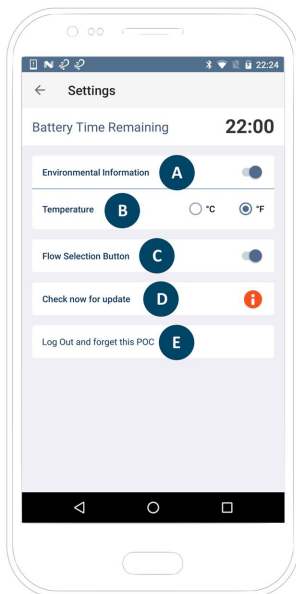 22:24
Settings
Battery Time Remaining 22:00
Environmental Information A
Temperature B °C °F
Flow Selection Button C
Check now for update D
Log Out and forget this POC E